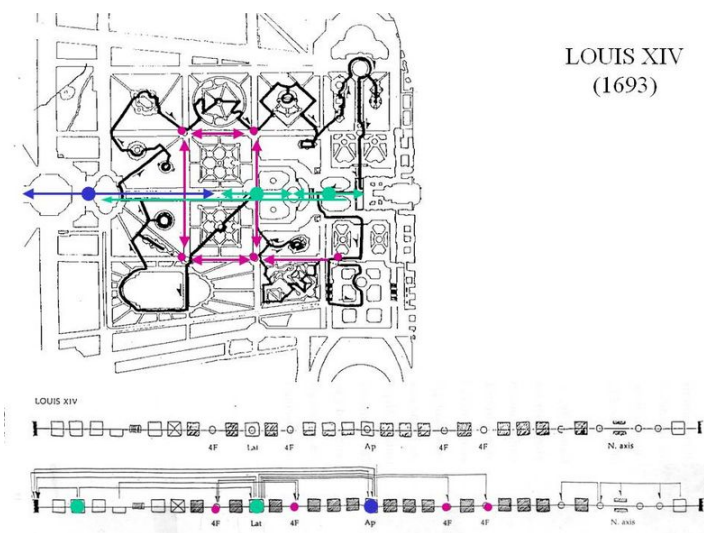 LOUIS XIV
(1693)
LOUIS XIV
4F Lat 4F Ap 4F 4F N. axis
4F Lat 4F Ap 4F 4F N. axis